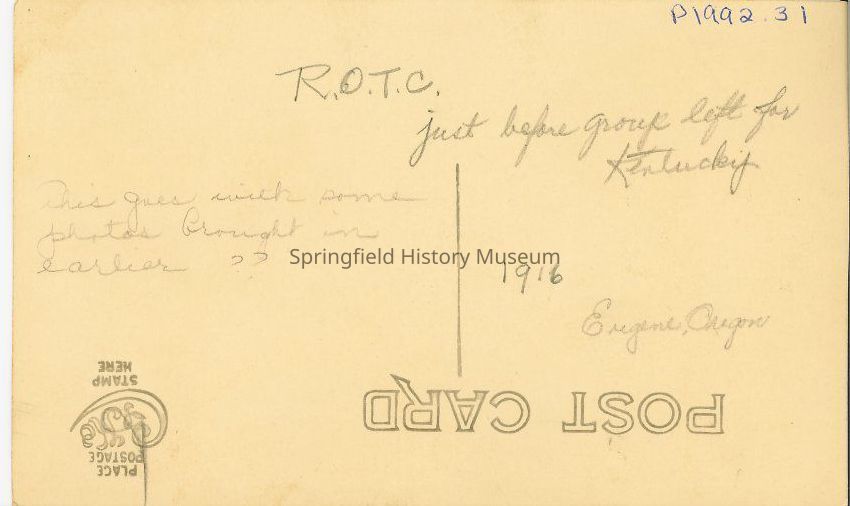 P1992.31
R.O.T.C.
just before group left for
Kentucky
This goes with some
photos brought in
earlier ??
Springfield History Museum
1916
Eugene, Oregon
POST CARD
PLACE
POSTAGE
STAMP
HERE